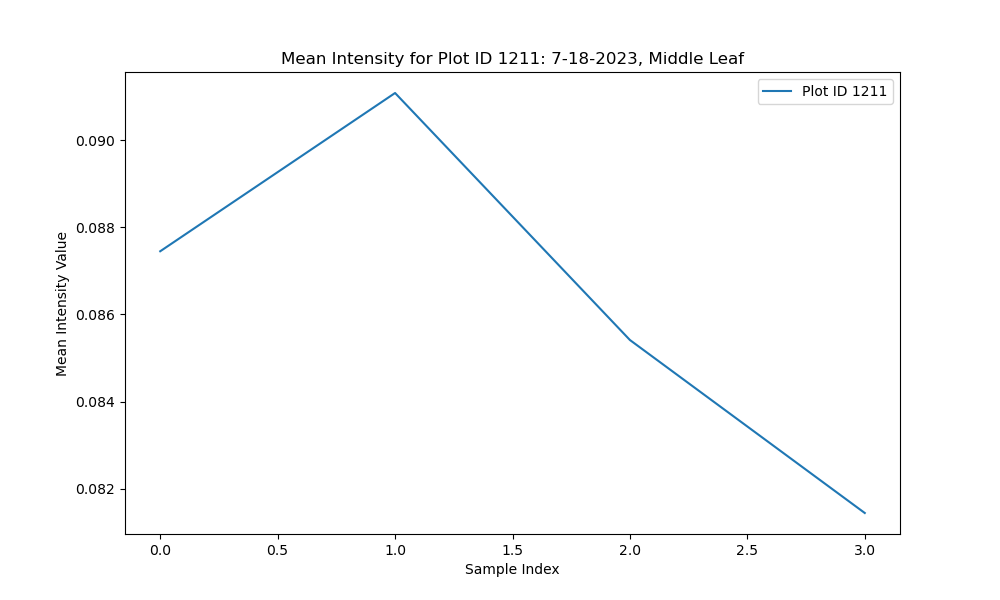 Mean Intensity for Plot ID 1211: 7-18-2023, Middle Leaf
Plot ID 1211
Mean Intensity Value
0.090
0.088
0.086
0.084
0.082
0.0 0.5 1.0 1.5 2.0 2.5 3.0
Sample Index